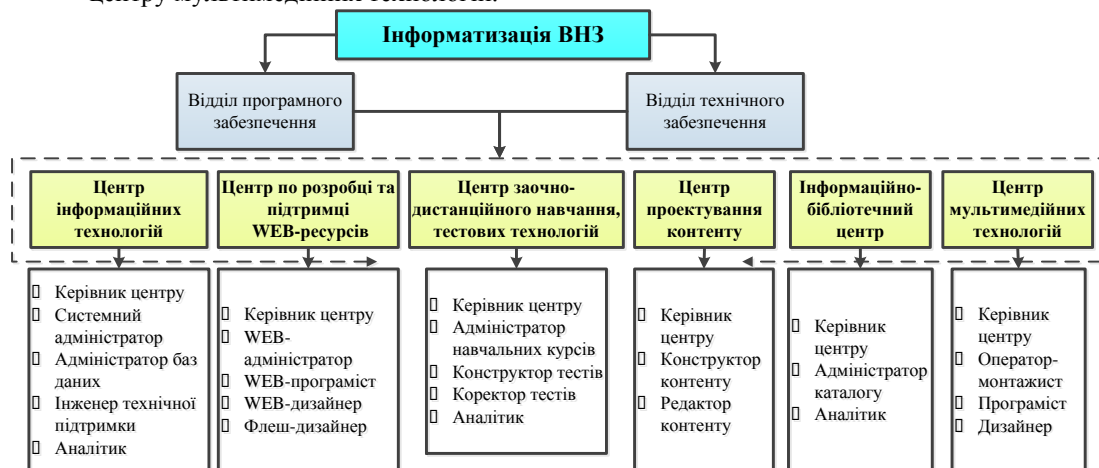 центру мультимедійних технологій.
Інформатизація ВНЗ
Відділ програмного
забезпечення
Відділ технічного
забезпечення
Центр
інформаційних
технологій
Центр по розробці та
підтримці
WEB-ресурсів
Центр заочно-
дистанційного навчання,
тестових технологій
Центр
проектування
контенту
Інформаційно-
бібліотечний
центр
Центр
мультимедійних
технологій
Керівник центру
Системний
адміністратор
Адміністратор баз
даних
Інженер технічної
підтримки
Аналітик
Керівник центру
WEB-
адміністратор
WEB-програміст
WEB-дизайнер
Флеш-дизайнер
Керівник центру
Адміністратор
навчальних курсів
Конструктор тестів
Коректор тестів
Аналітик
Керівник
центру
Конструктор
контенту
Редактор
контенту
Керівник
центру
Адміністратор
каталогу
Аналітик
Керівник
центру
Оператор-
монтажист
Програміст
Дизайнер